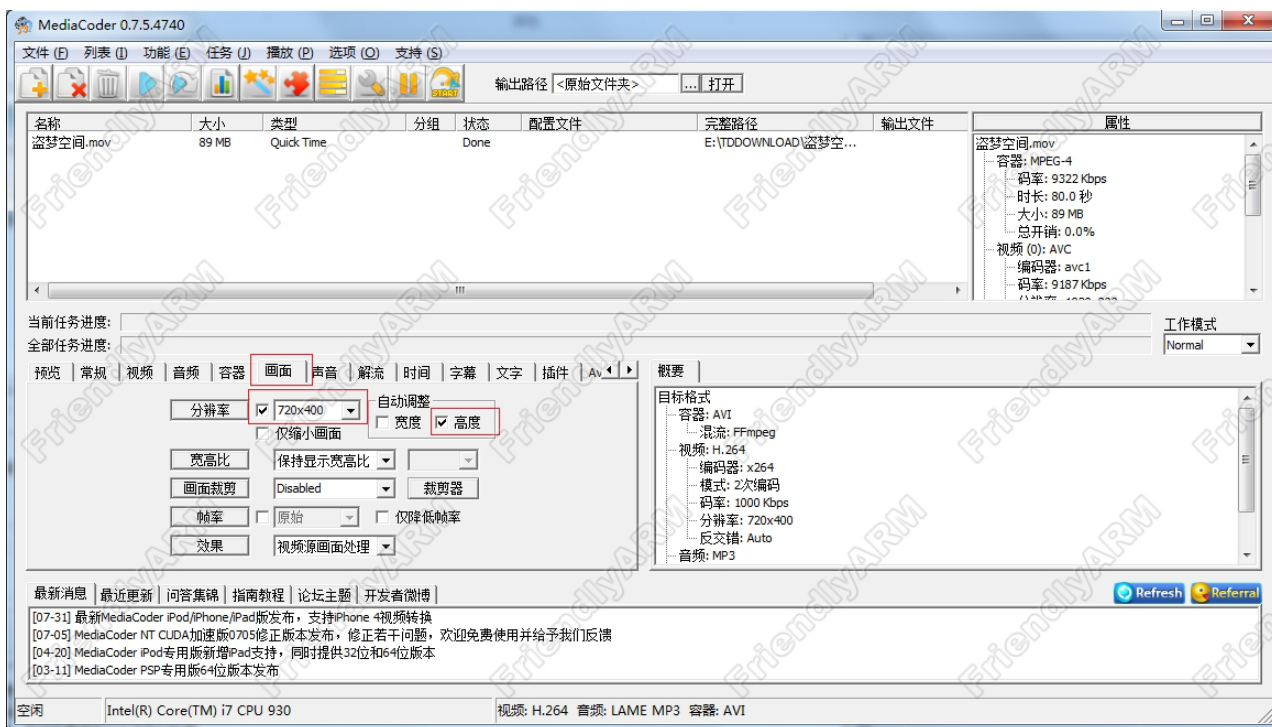 MediaCoder 0.7.5.4740
文件 (F) 列表 (I) 功能 (E) 任务 (J) 播放 (P) 选项 (O) 支持 (S)
START 输出路径 <原始文件夹> ... 打开
名称 大小 类型 分组 状态 配置文件 完整路径 输出文件 属性
盗梦空间.mov 89 MB Quick Time Done E:\TDDOWNLOAD\盗梦空...
盗梦空间.mov
容器: MPEG-4
码率: 9322 Kbps
时长: 80.0 秒
大小: 89 MB
总开销: 0.0%
视频 (0): AVC
编码器: avc1
码率: 9187 Kbps
当前任务进度:
全部任务进度:
工作模式
Normal
预览 常规 视频 音频 容器 画面 声音 解流 时间 字幕 文字 插件 Av
分辨率 720x400 自动调整
宽度 高度
仅缩小画面
宽高比 保持显示宽高比
画面裁剪 Disabled 裁剪器
帧率 原始 仅降低帧率
效果 视频源画面处理
概要
目标格式
容器: AVI
混流: FFmpeg
视频: H.264
编码器: x264
模式: 2次编码
码率: 1000 Kbps
分辨率: 720x400
反交错: Auto
音频: MP3
最新消息 最近更新 问答集锦 指南教程 论坛主题 开发者微博 Refresh Referral
[07-31] 最新MediaCoder iPod/iPhone/iPad版发布，支持iPhone 4视频转换
[07-05] MediaCoder NT CUDA加速版0705修正版本发布，修正若干问题，欢迎免费使用并给予我们反馈
[04-20] MediaCoder iPod专用版新增iPad支持，同时提供32位和64位版本
[03-11] MediaCoder PSP专用版64位版本发布
空闲 Intel(R) Core(TM) i7 CPU 930 视频: H.264 音频: LAME MP3 容器: AVI
FriendlyARM